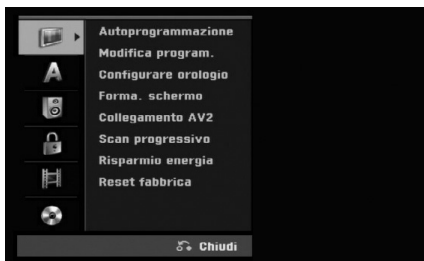 Autoprogrammazione
Modifica program.
Configurare orologio
Forma. schermo
Collegamento AV2
Scan progressivo
Risparmio energia
Reset fabbrica
A
Chiudi